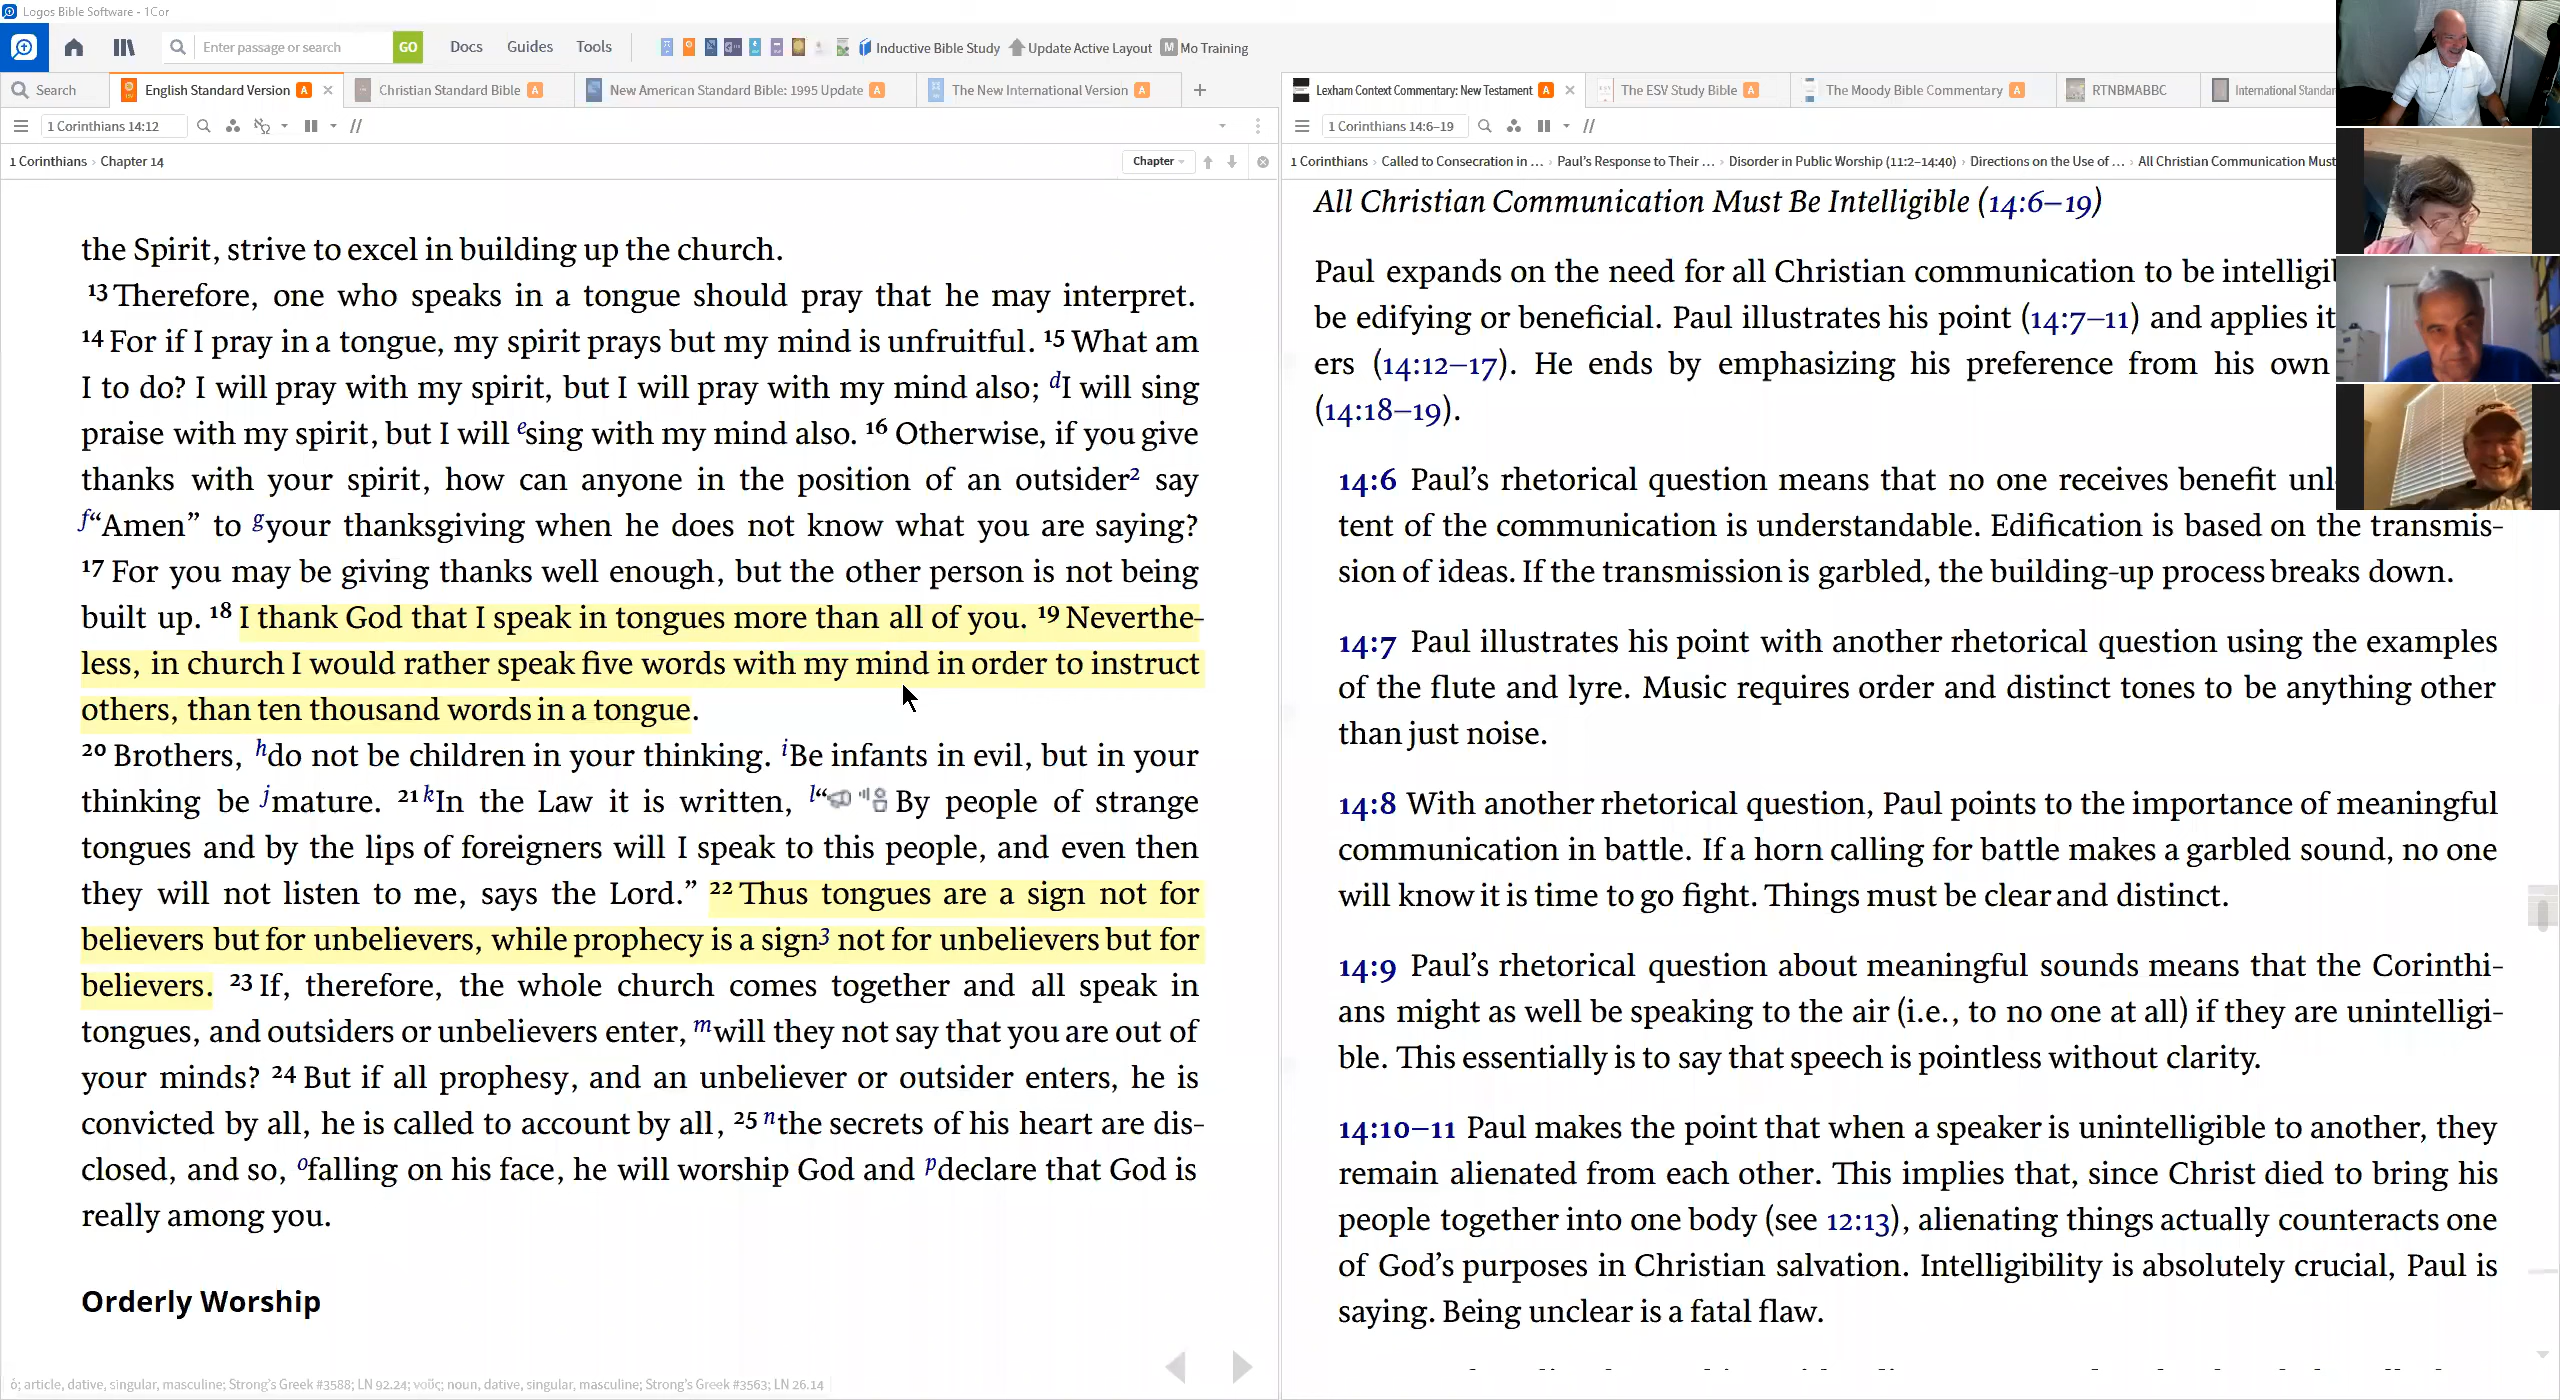 Logos Bible Software - 1Cor
Enter passage or search GO Docs Guides Tools Inductive Bible Study Update Active Layout M Mo Training
Search English Standard Version A Christian Standard Bible A New American Standard Bible: 1995 Update A The New International Version A
1 Corinthians 14:12
1 Corinthians › Chapter 14 Chapter
the Spirit, strive to excel in building up the church.
13 Therefore, one who speaks in a tongue should pray that he may interpret.
14 For if I pray in a tongue, my spirit prays but my mind is unfruitful. 15 What am
I to do? I will pray with my spirit, but I will pray with my mind also; d I will sing
praise with my spirit, but I will e sing with my mind also. 16 Otherwise, if you give
thanks with your spirit, how can anyone in the position of an outsider2 say
f “Amen” to g your thanksgiving when he does not know what you are saying?
17 For you may be giving thanks well enough, but the other person is not being
built up. 18 I thank God that I speak in tongues more than all of you. 19 Neverthe-
less, in church I would rather speak five words with my mind in order to instruct
others, than ten thousand words in a tongue.
20 Brothers, h do not be children in your thinking. i Be infants in evil, but in your
thinking be j mature. 21 k In the Law it is written, l “By people of strange
tongues and by the lips of foreigners will I speak to this people, and even then
they will not listen to me, says the Lord.” 22 Thus tongues are a sign not for
believers but for unbelievers, while prophecy is a sign3 not for unbelievers but for
believers. 23 If, therefore, the whole church comes together and all speak in
tongues, and outsiders or unbelievers enter, m will they not say that you are out of
your minds? 24 But if all prophesy, and an unbeliever or outsider enters, he is
convicted by all, he is called to account by all, 25 n the secrets of his heart are dis-
closed, and so, o falling on his face, he will worship God and p declare that God is
really among you.
Orderly Worship
ὁ; article, dative, singular, masculine; Strong's Greek #3588; LN 92.24; νοῦς; noun, dative, singular, masculine; Strong's Greek #3563; LN 26.14
Lexham Context Commentary: New Testament A The ESV Study Bible A The Moody Bible Commentary A RTNBMABBC International Standar
1 Corinthians 14:6–19
1 Corinthians › Called to Consecration in ... › Paul's Response to Their ... › Disorder in Public Worship (11:2–14:40) › Directions on the Use of ... › All Christian Communication Must
All Christian Communication Must Be Intelligible (14:6–19)
Paul expands on the need for all Christian communication to be intelligi
be edifying or beneficial. Paul illustrates his point (14:7–11) and applies it
ers (14:12–17). He ends by emphasizing his preference from his own
(14:18–19).
14:6 Paul's rhetorical question means that no one receives benefit unl
tent of the communication is understandable. Edification is based on the transmis-
sion of ideas. If the transmission is garbled, the building-up process breaks down.
14:7 Paul illustrates his point with another rhetorical question using the examples
of the flute and lyre. Music requires order and distinct tones to be anything other
than just noise.
14:8 With another rhetorical question, Paul points to the importance of meaningful
communication in battle. If a horn calling for battle makes a garbled sound, no one
will know it is time to go fight. Things must be clear and distinct.
14:9 Paul's rhetorical question about meaningful sounds means that the Corinthi-
ans might as well be speaking to the air (i.e., to no one at all) if they are unintelligi-
ble. This essentially is to say that speech is pointless without clarity.
14:10–11 Paul makes the point that when a speaker is unintelligible to another, they
remain alienated from each other. This implies that, since Christ died to bring his
people together into one body (see 12:13), alienating things actually counteracts one
of God's purposes in Christian salvation. Intelligibility is absolutely crucial, Paul is
saying. Being unclear is a fatal flaw.